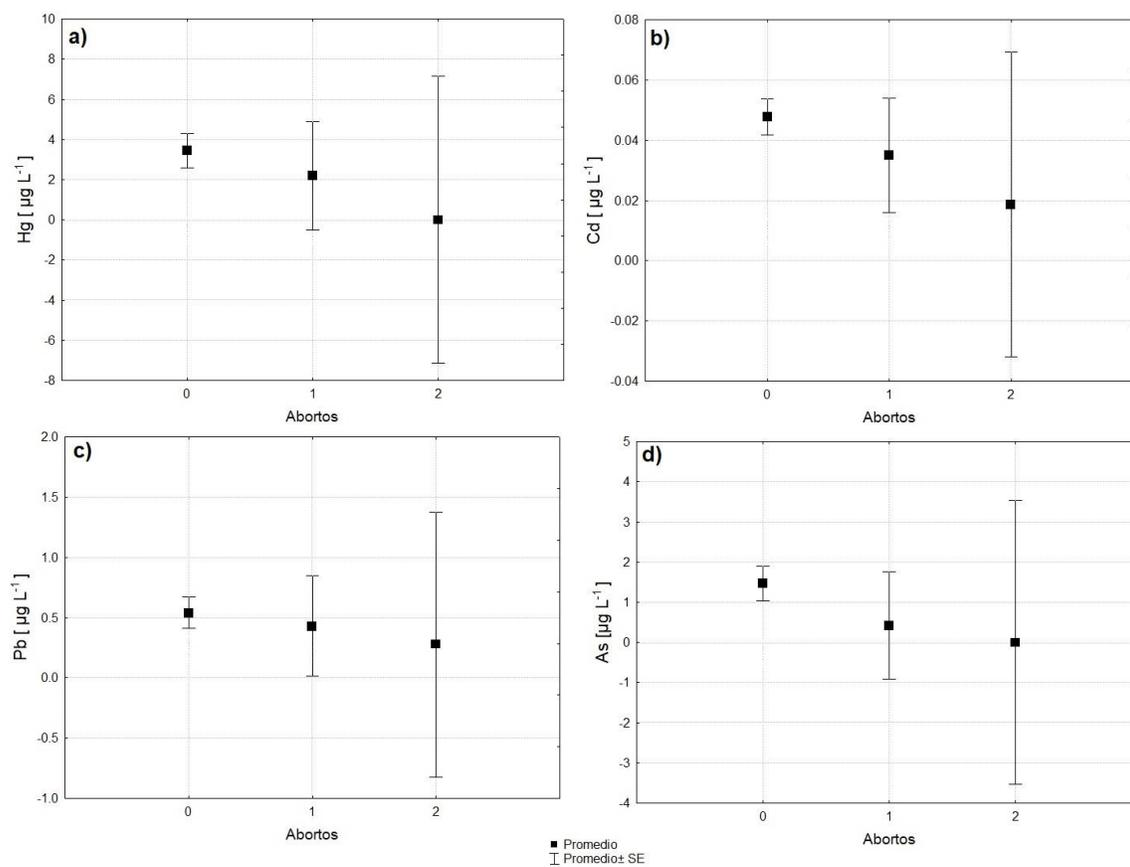 a)
10
8
6
4
2
0
-2
-4
-6
-8
Hg [ µg L⁻¹ ]
0 1 2
Abortos
b)
0.08
0.06
0.04
0.02
0.00
-0.02
-0.04
Cd [ µg L⁻¹ ]
0 1 2
Abortos
c)
2.0
1.5
1.0
0.5
0.0
-0.5
-1.0
Pb [ µg L⁻¹ ]
0 1 2
Abortos
d)
5
4
3
2
1
0
-1
-2
-3
-4
As [µg L⁻¹ ]
0 1 2
Abortos
Promedio
Promedio± SE